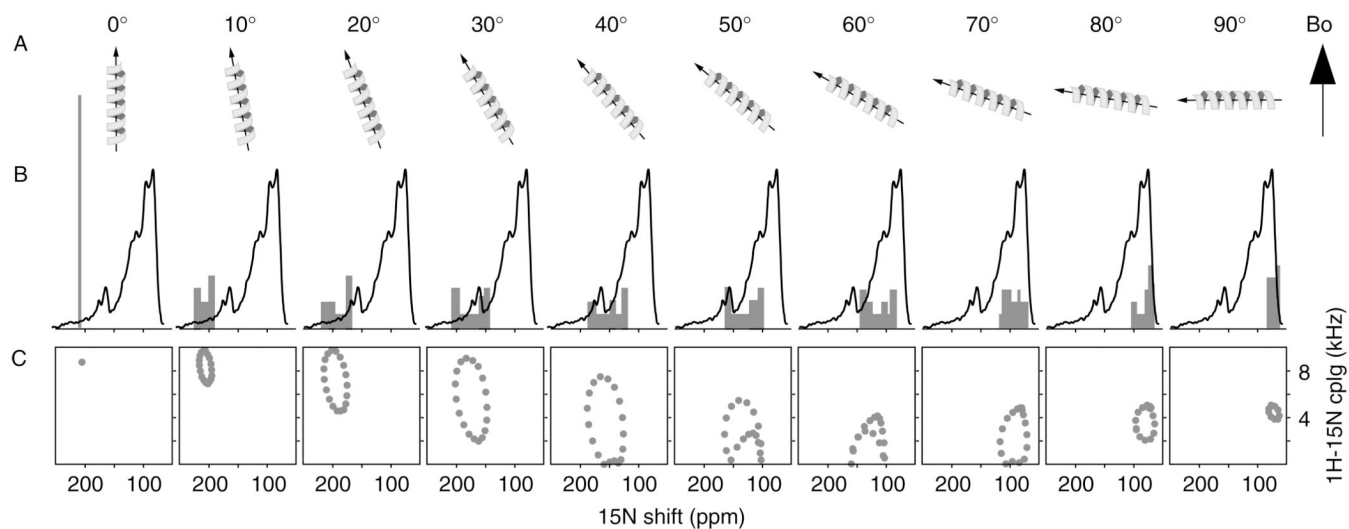 A 0° 10° 20° 30° 40° 50° 60° 70° 80° 90° Bo
B
C
8
4
1H-15N cplg (kHz)
200 100 200 100 200 100 200 100 200 100 200 100 200 100 200 100 200 100 200 100
15N shift (ppm)